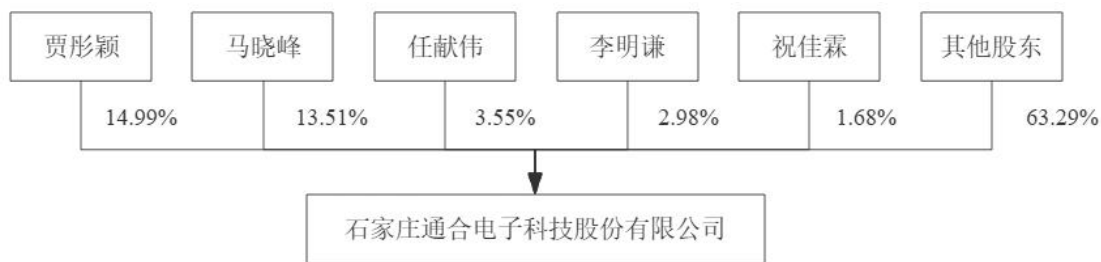 贾彤颖 马晓峰 任献伟 李明谦 祝佳霖 其他股东
14.99% 13.51% 3.55% 2.98% 1.68% 63.29%
石家庄通合电子科技股份有限公司